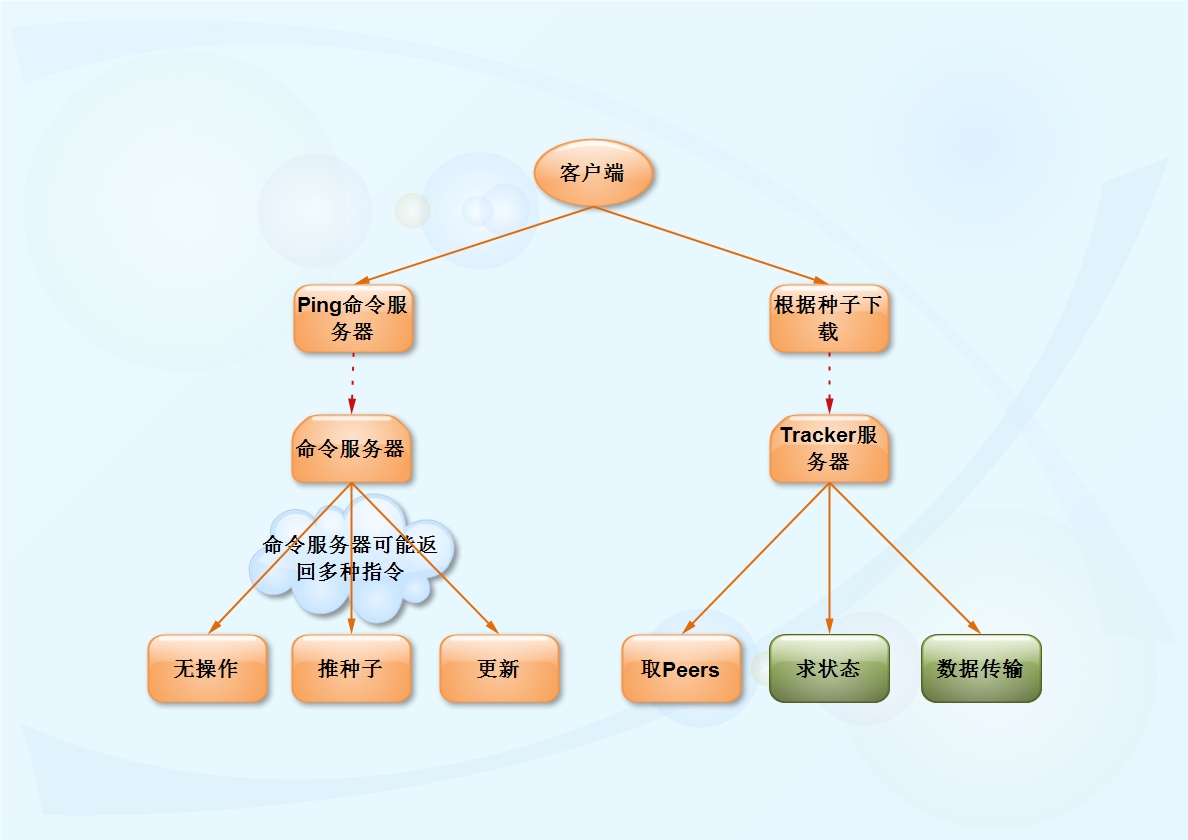 客户端
Ping命令服
务器
根据种子下
载
命令服务器
Tracker服
务器
命令服务器可能返
回多种指令
无操作
推种子
更新
取Peers
求状态
数据传输